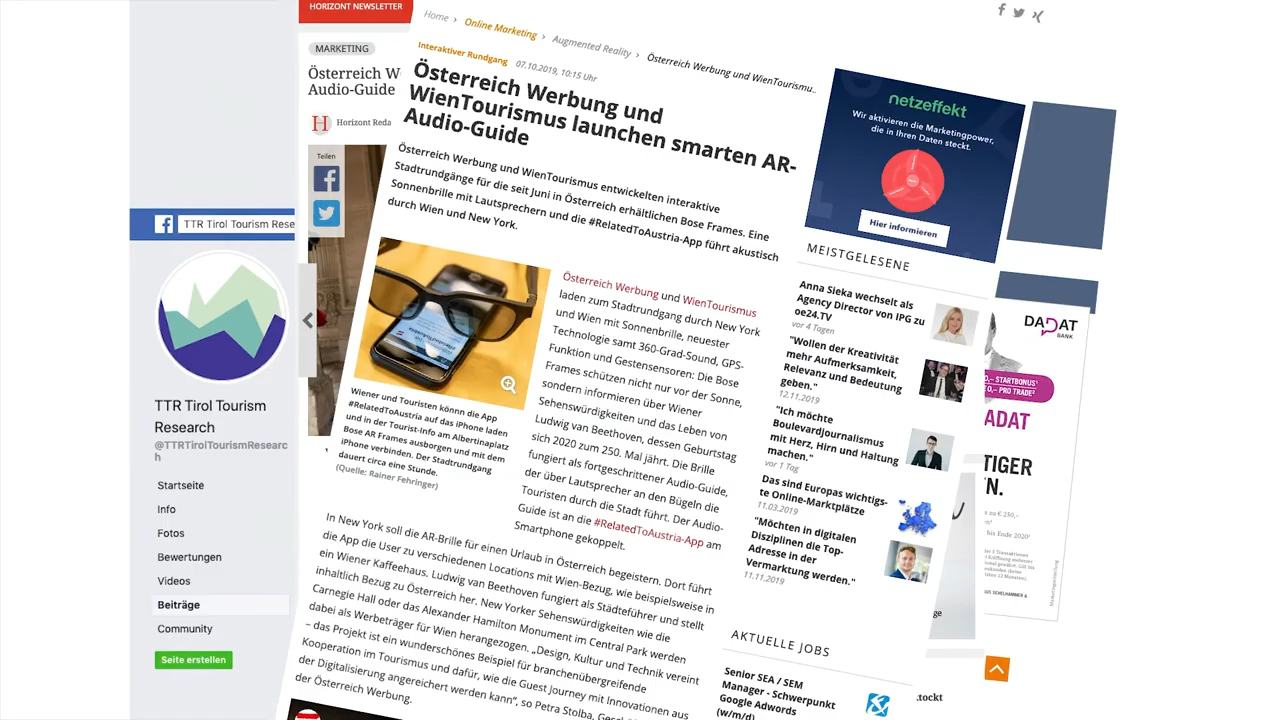 HORIZONT NEWSLETTER
MARKETING
Österreich W
Audio-Guide
H
Horizont Reda
Teilen
TTR Tirol Tourism Rese
TTR Tirol Tourism
Research
@TTRTirolTourismResearc
h
Startseite
Info
Fotos
Bewertungen
Videos
Beiträge
Community
Seite erstellen
Home > Online Marketing > Augmented Reality > Österreich Werbung und WienTourismu..
Interaktiver Rundgang 07.10.2019, 10:15 Uhr
Österreich Werbung und
WienTourismus launchen smarten AR-
Audio-Guide
Österreich Werbung und WienTourismus entwickelten interaktive
Stadtrundgänge für die seit Juni in Österreich erhältlichen Bose Frames. Eine
Sonnenbrille mit Lautsprechern und die #RelatedToAustria-App führt akustisch
durch Wien und New York.
Wiener und Touristen könnn die App
#RelatedToAustria auf das iPhone laden
und in der Tourist-Info am Albertinaplatz
Bose AR Frames ausborgen und mit dem
iPhone verbinden. Der Stadtrundgang
dauert circa eine Stunde.
(Quelle: Rainer Fehringer)
Österreich Werbung und WienTourismus
laden zum Stadtrundgang durch New York
und Wien mit Sonnenbrille, neuester
Technologie samt 360-Grad-Sound, GPS-
Funktion und Gestensensoren: Die Bose
Frames schützen nicht nur vor der Sonne,
sondern informieren über Wiener
Sehenswürdigkeiten und das Leben von
Ludwig van Beethoven, dessen Geburtstag
sich 2020 zum 250. Mal jährt. Die Brille
fungiert als fortgeschrittener Audio-Guide,
der über Lautsprecher an den Bügeln die
Touristen durch die Stadt führt. Der Audio-
Guide ist an die #RelatedToAustria-App am
Smartphone gekoppelt.
In New York soll die AR-Brille für einen Urlaub in Österreich begeistern. Dort führt
die App die User zu verschiedenen Locations mit Wien-Bezug, wie beispielsweise in
ein Wiener Kaffeehaus. Ludwig van Beethoven fungiert als Städteführer und stellt
inhaltlich Bezug zu Österreich her. New Yorker Sehenswürdigkeiten wie die
Carnegie Hall oder das Alexander Hamilton Monument im Central Park werden
dabei als Werbeträger für Wien herangezogen. „Design, Kultur und Technik vereint
– das Projekt ist ein wunderschönes Beispiel für branchenübergreifende
Kooperation im Tourismus und dafür, wie die Guest Journey mit Innovationen aus
der Digitalisierung angereichert werden kann“, so Petra Stolba,
der Österreich Werbung.
netzeffekt
Wir aktivieren die Marketingpower,
die in Ihren Daten steckt.
Hier informieren
MEISTGELESENE
Anna Sieka wechselt als
Agency Director von IPG zu
oe24.TV
vor 4 Tagen
"Wollen der Kreativität
mehr Aufmerksamkeit,
Relevanz und Bedeutung
geben."
12.11.2019
"Ich möchte
Boulevardjournalismus
mit Herz, Hirn und Haltung
machen."
vor 1 Tag
Das sind Europas wichtigs-
te Online-Marktplätze
11.03.2019
"Möchten in digitalen
Disziplinen die Top-
Adresse in der
Vermarktung werden."
11.11.2019
AKTUELLE JOBS
Senior SEA / SEM
Manager - Schwerpunkt
Google Adwords
(w/m/d)
DADAT
BANK
,– STARTBONUS¹
0,– PRO TRADE²
ADAT
TIGER
N.
s zu € 250,–
bis Ende 2020²
ge
tockt